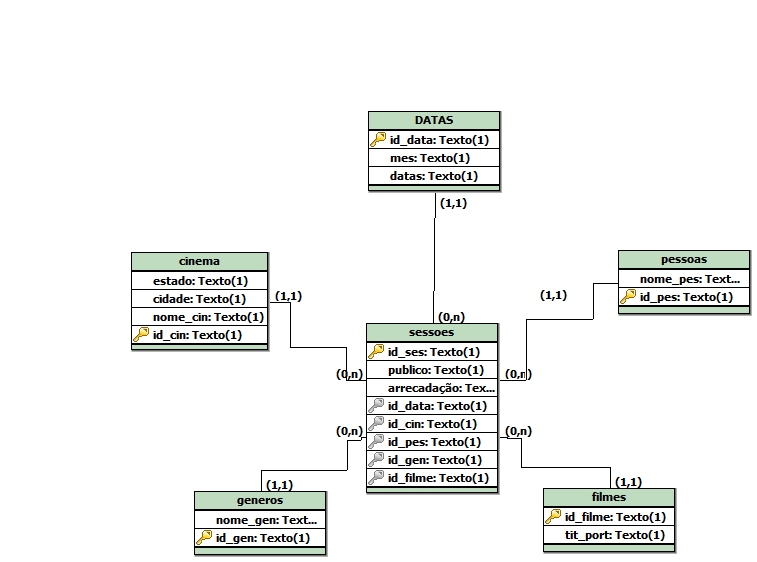 DATAS
id_data: Texto(1)
mes: Texto(1)
datas: Texto(1)
(1,1)
(0,n)
cinema
estado: Texto(1)
cidade: Texto(1)
nome_cin: Texto(1)
id_cin: Texto(1)
(1,1)
(0,n)
pessoas
nome_pes: Text...
id_pes: Texto(1)
(1,1)
(0,n)
sessoes
id_ses: Texto(1)
publico: Texto(1)
arrecadação: Tex...
id_data: Texto(1)
id_cin: Texto(1)
id_pes: Texto(1)
id_gen: Texto(1)
id_filme: Texto(1)
(0,n)
(1,1)
generos
nome_gen: Text...
id_gen: Texto(1)
(0,n)
(1,1)
filmes
id_filme: Texto(1)
tit_port: Texto(1)